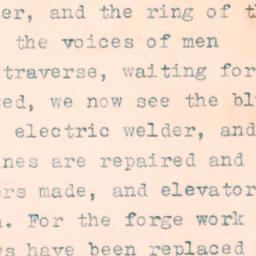 er, and the ring of t
the voices of men
traverse, waiting for
ed, we now see the bl
electric welder, and
nes are repaired and
rs made, and elevator
. For the forge work
s have been replaced